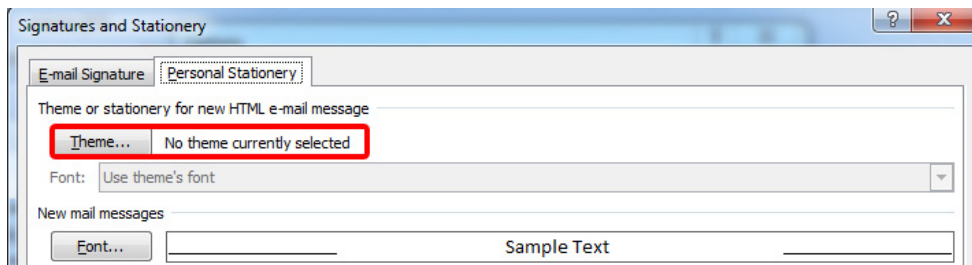 Signatures and Stationery
E-mail Signature Personal Stationery
Theme or stationery for new HTML e-mail message
Theme... No theme currently selected
Font: Use theme's font
New mail messages
Font... Sample Text